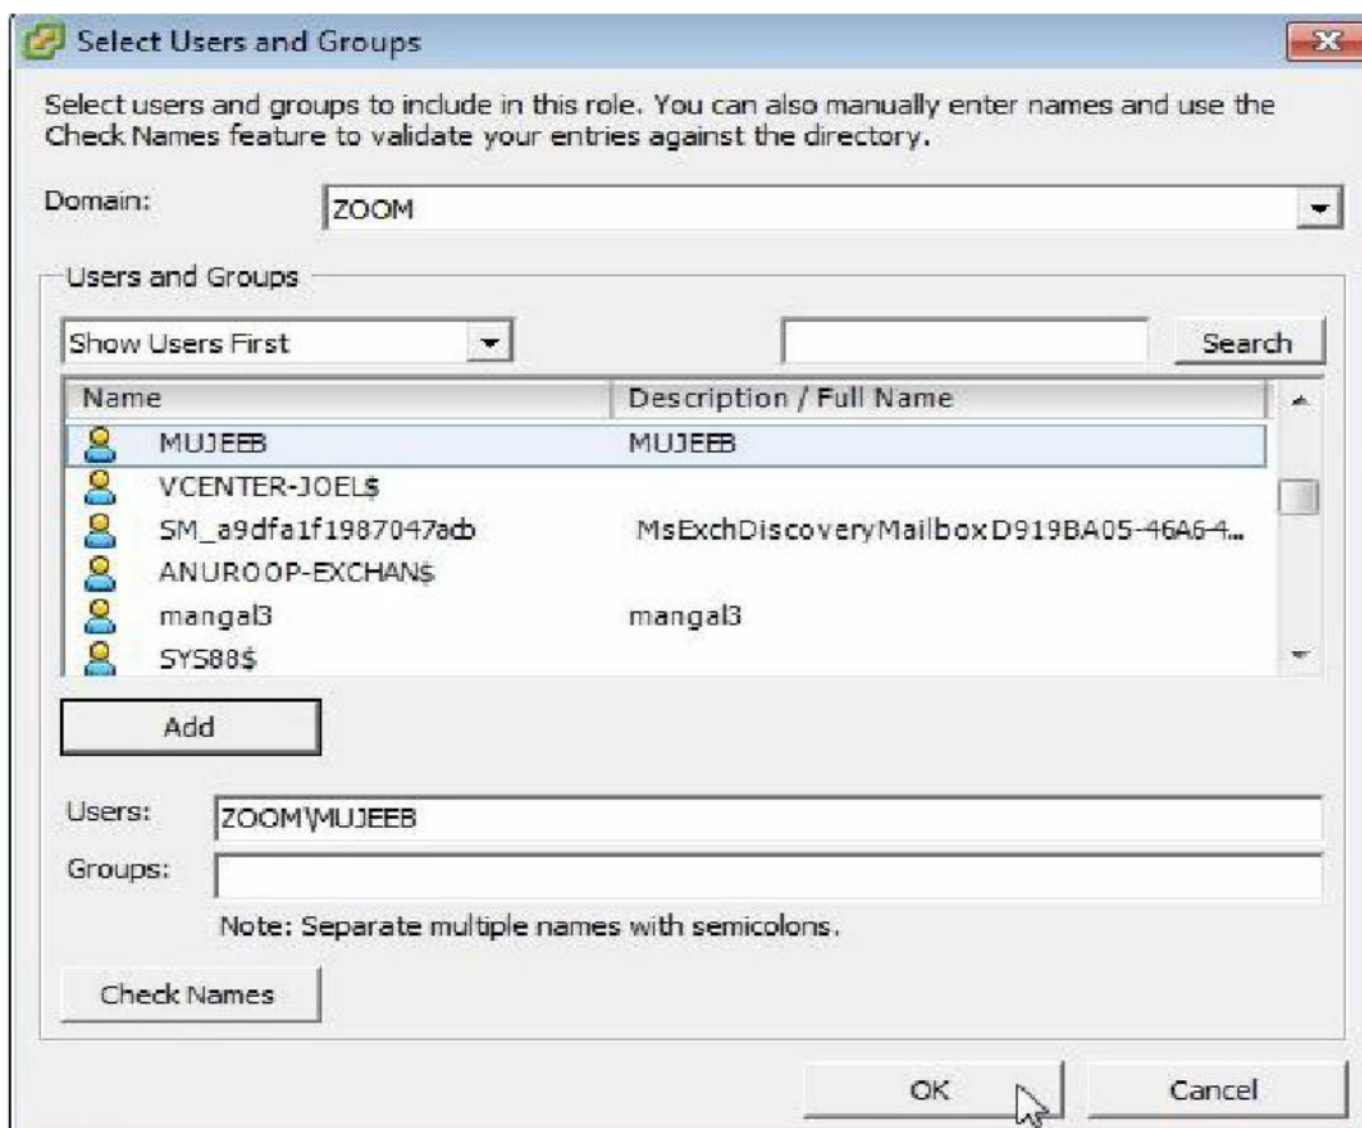 Select Users and Groups
Select users and groups to include in this role. You can also manually enter names and use the
Check Names feature to validate your entries against the directory.
Domain: ZOOM
Users and Groups
Show Users First Search
Name Description / Full Name
MUJEEB MUJEEB
VCENTER-JOEL$
SM_a9dfa1f1987047adb MsExchDiscoveryMailbox D919BA05-46A6-4...
ANUROOP-EXCHAN$
mangal3 mangal3
SYS88$
Add
Users: ZOOM\MUJEEB
Groups:
Note: Separate multiple names with semicolons.
Check Names
OK Cancel